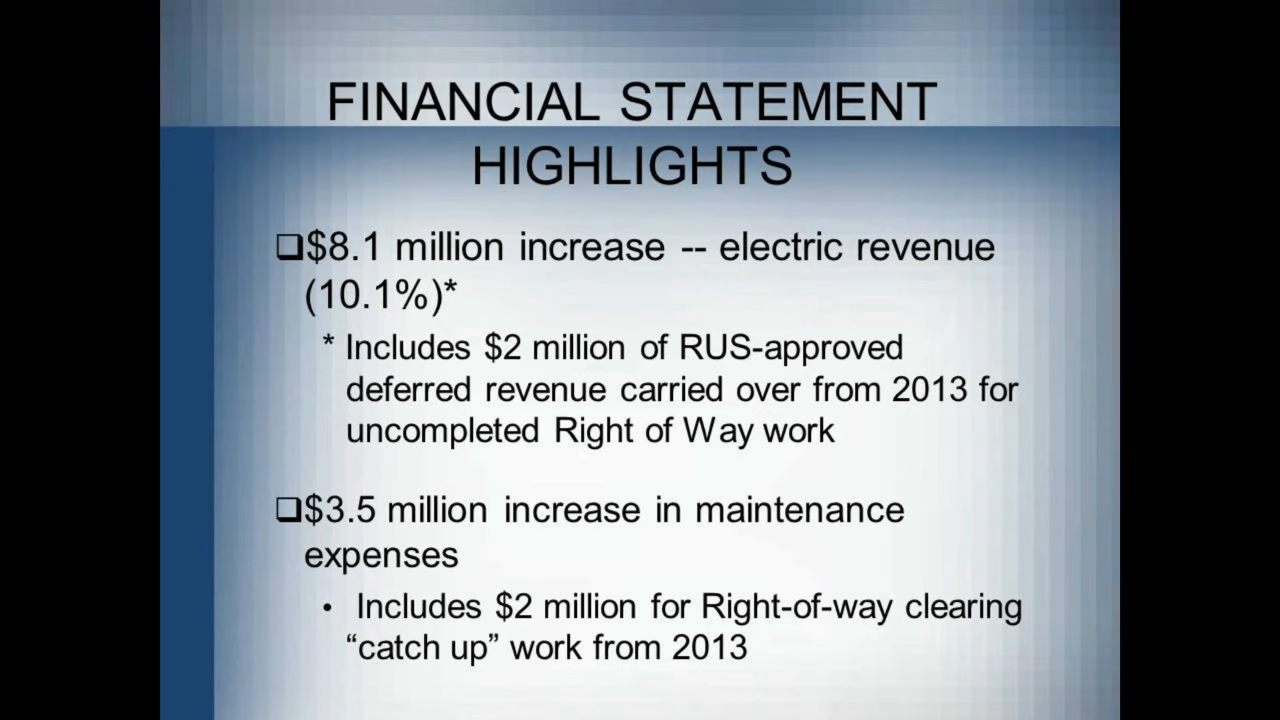 FINANCIAL STATEMENT
HIGHLIGHTS
❑$8.1 million increase -- electric revenue
(10.1%)*
* Includes $2 million of RUS-approved
deferred revenue carried over from 2013 for
uncompleted Right of Way work
❑$3.5 million increase in maintenance
expenses
• Includes $2 million for Right-of-way clearing
“catch up” work from 2013